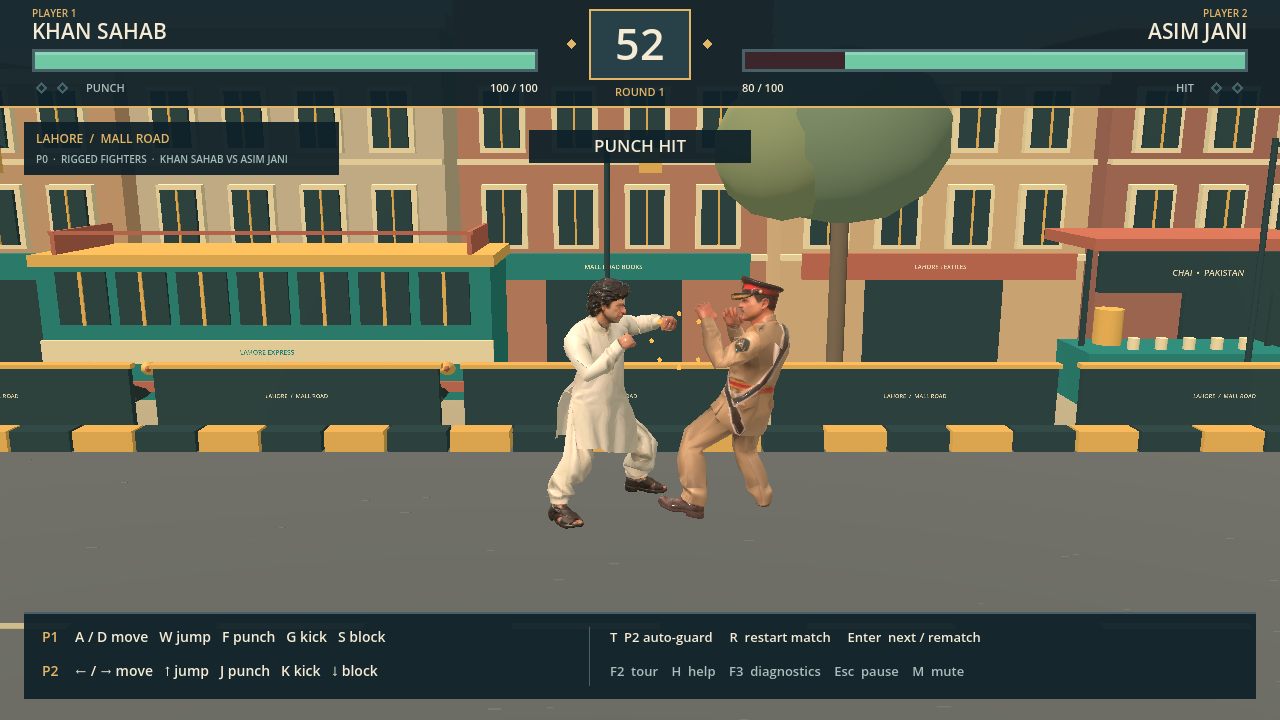 PLAYER 1
KHAN SAHAB
PUNCH
100 / 100
52
ROUND 1
PLAYER 2
ASIM JANI
80 / 100
HIT
LAHORE / MALL ROAD
P0 · RIGGED FIGHTERS · KHAN SAHAB VS ASIM JANI
PUNCH HIT
MALL ROAD BOOKS
LAHORE TEXTILES
CHAI • PAKISTAN
LAHORE EXPRESS
ROAD
LAHORE / MALL ROAD
ROAD
LAHORE / MALL ROAD
LAHORE / MALL ROAD
P1 A / D move W jump F punch G kick S block
P2 ← / → move ↑ jump J punch K kick ↓ block
T P2 auto-guard R restart match Enter next / rematch
F2 tour H help F3 diagnostics Esc pause M mute